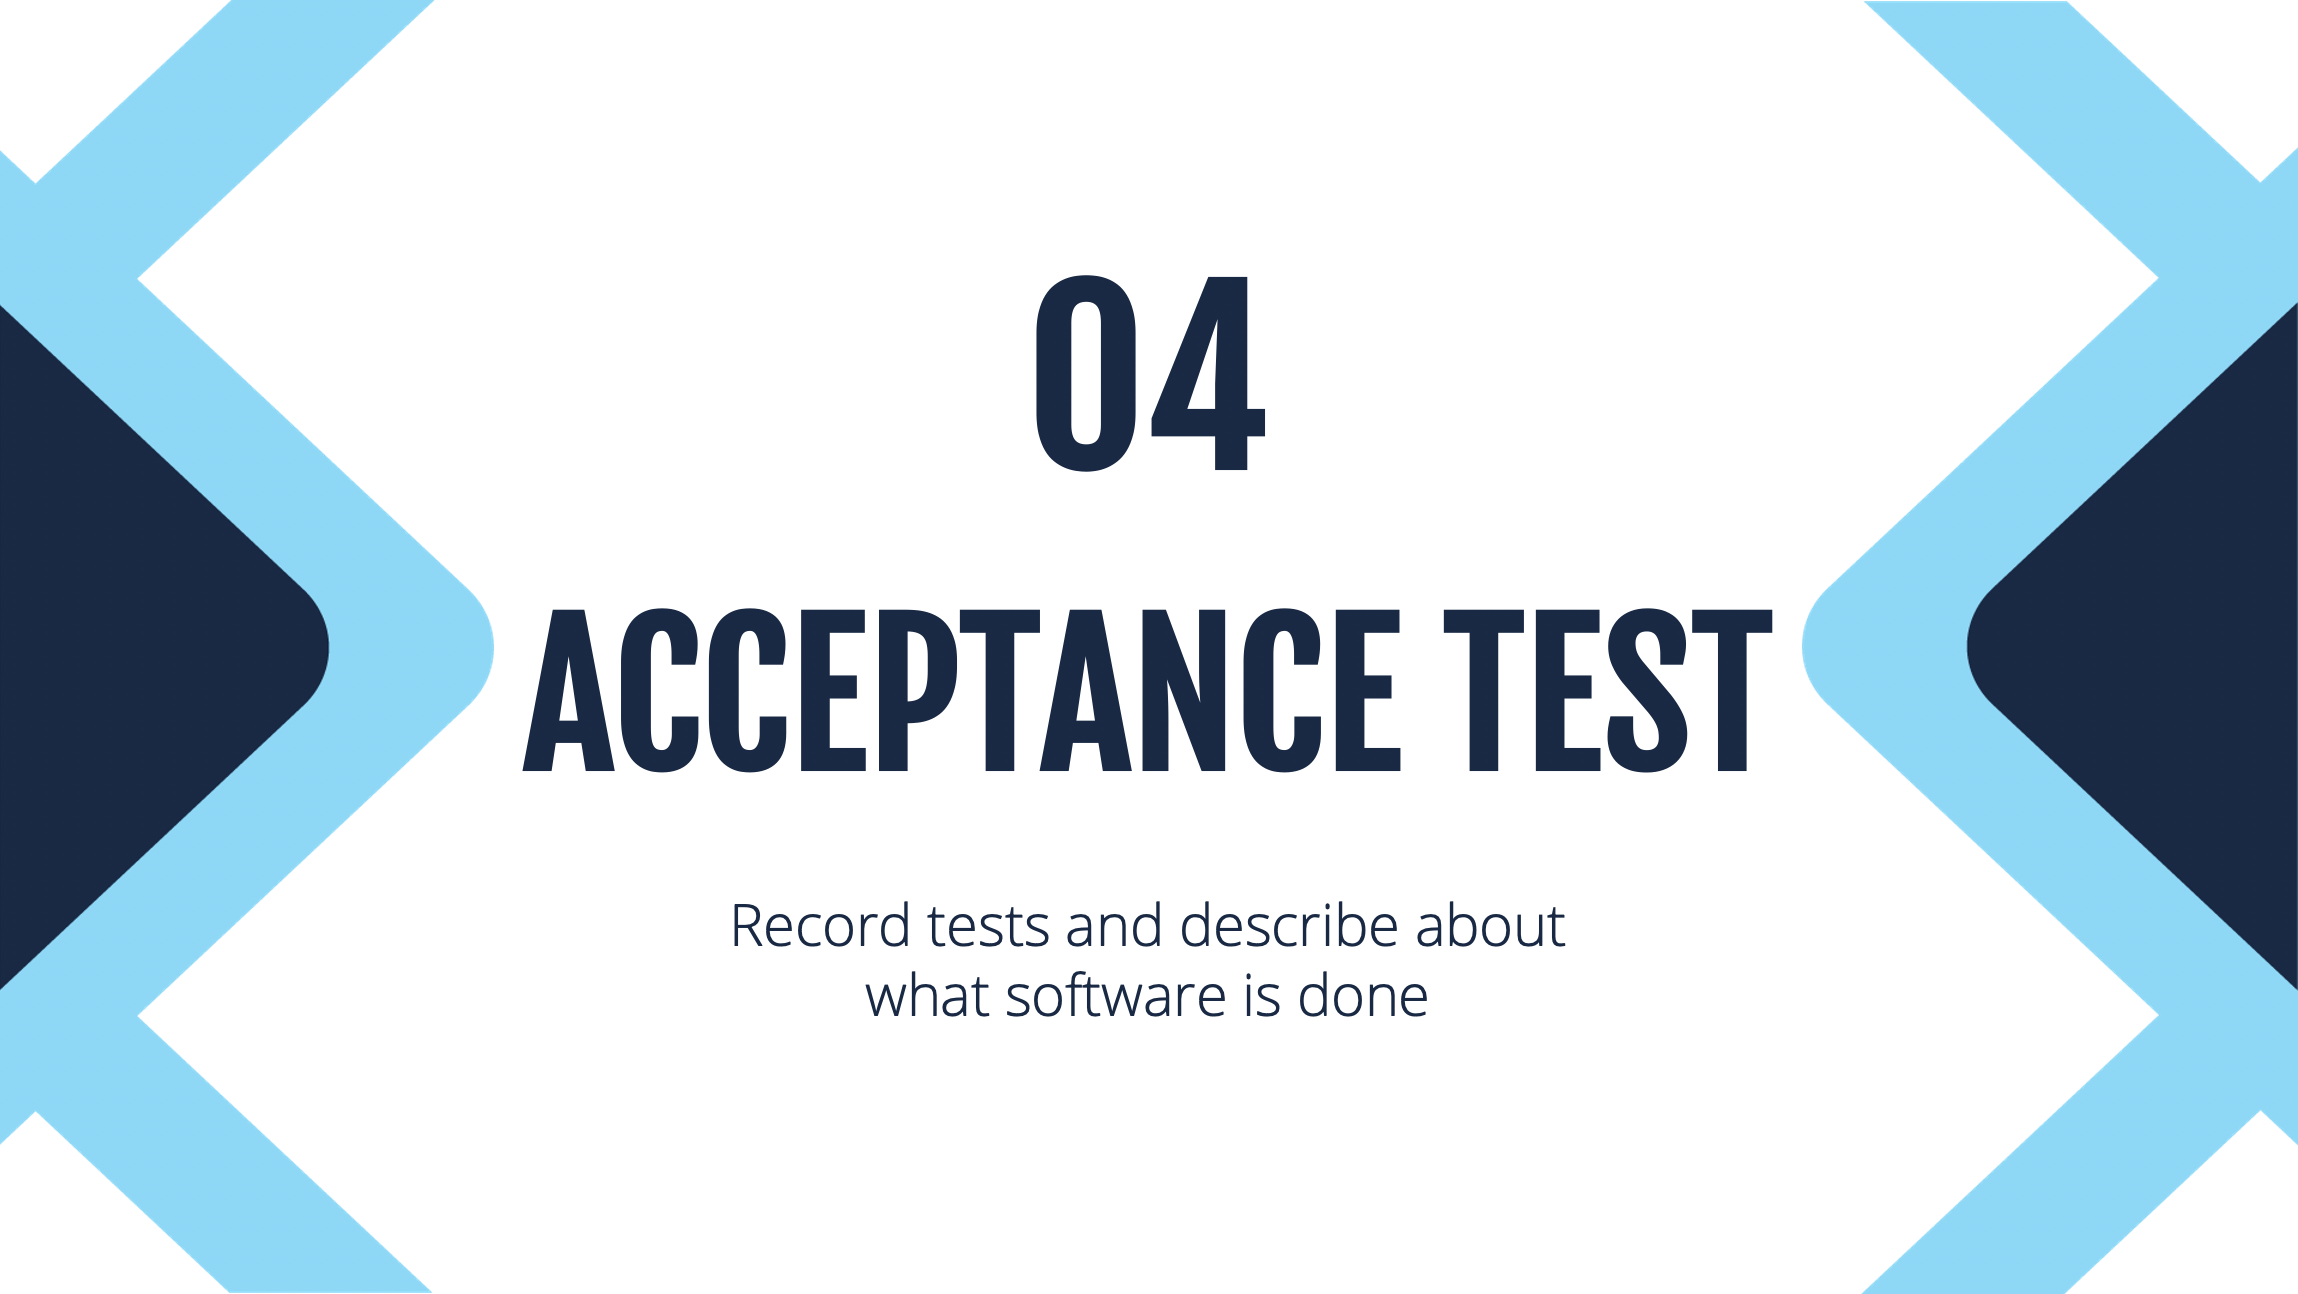 04
ACCEPTANCE TEST
Record tests and describe about
what software is done